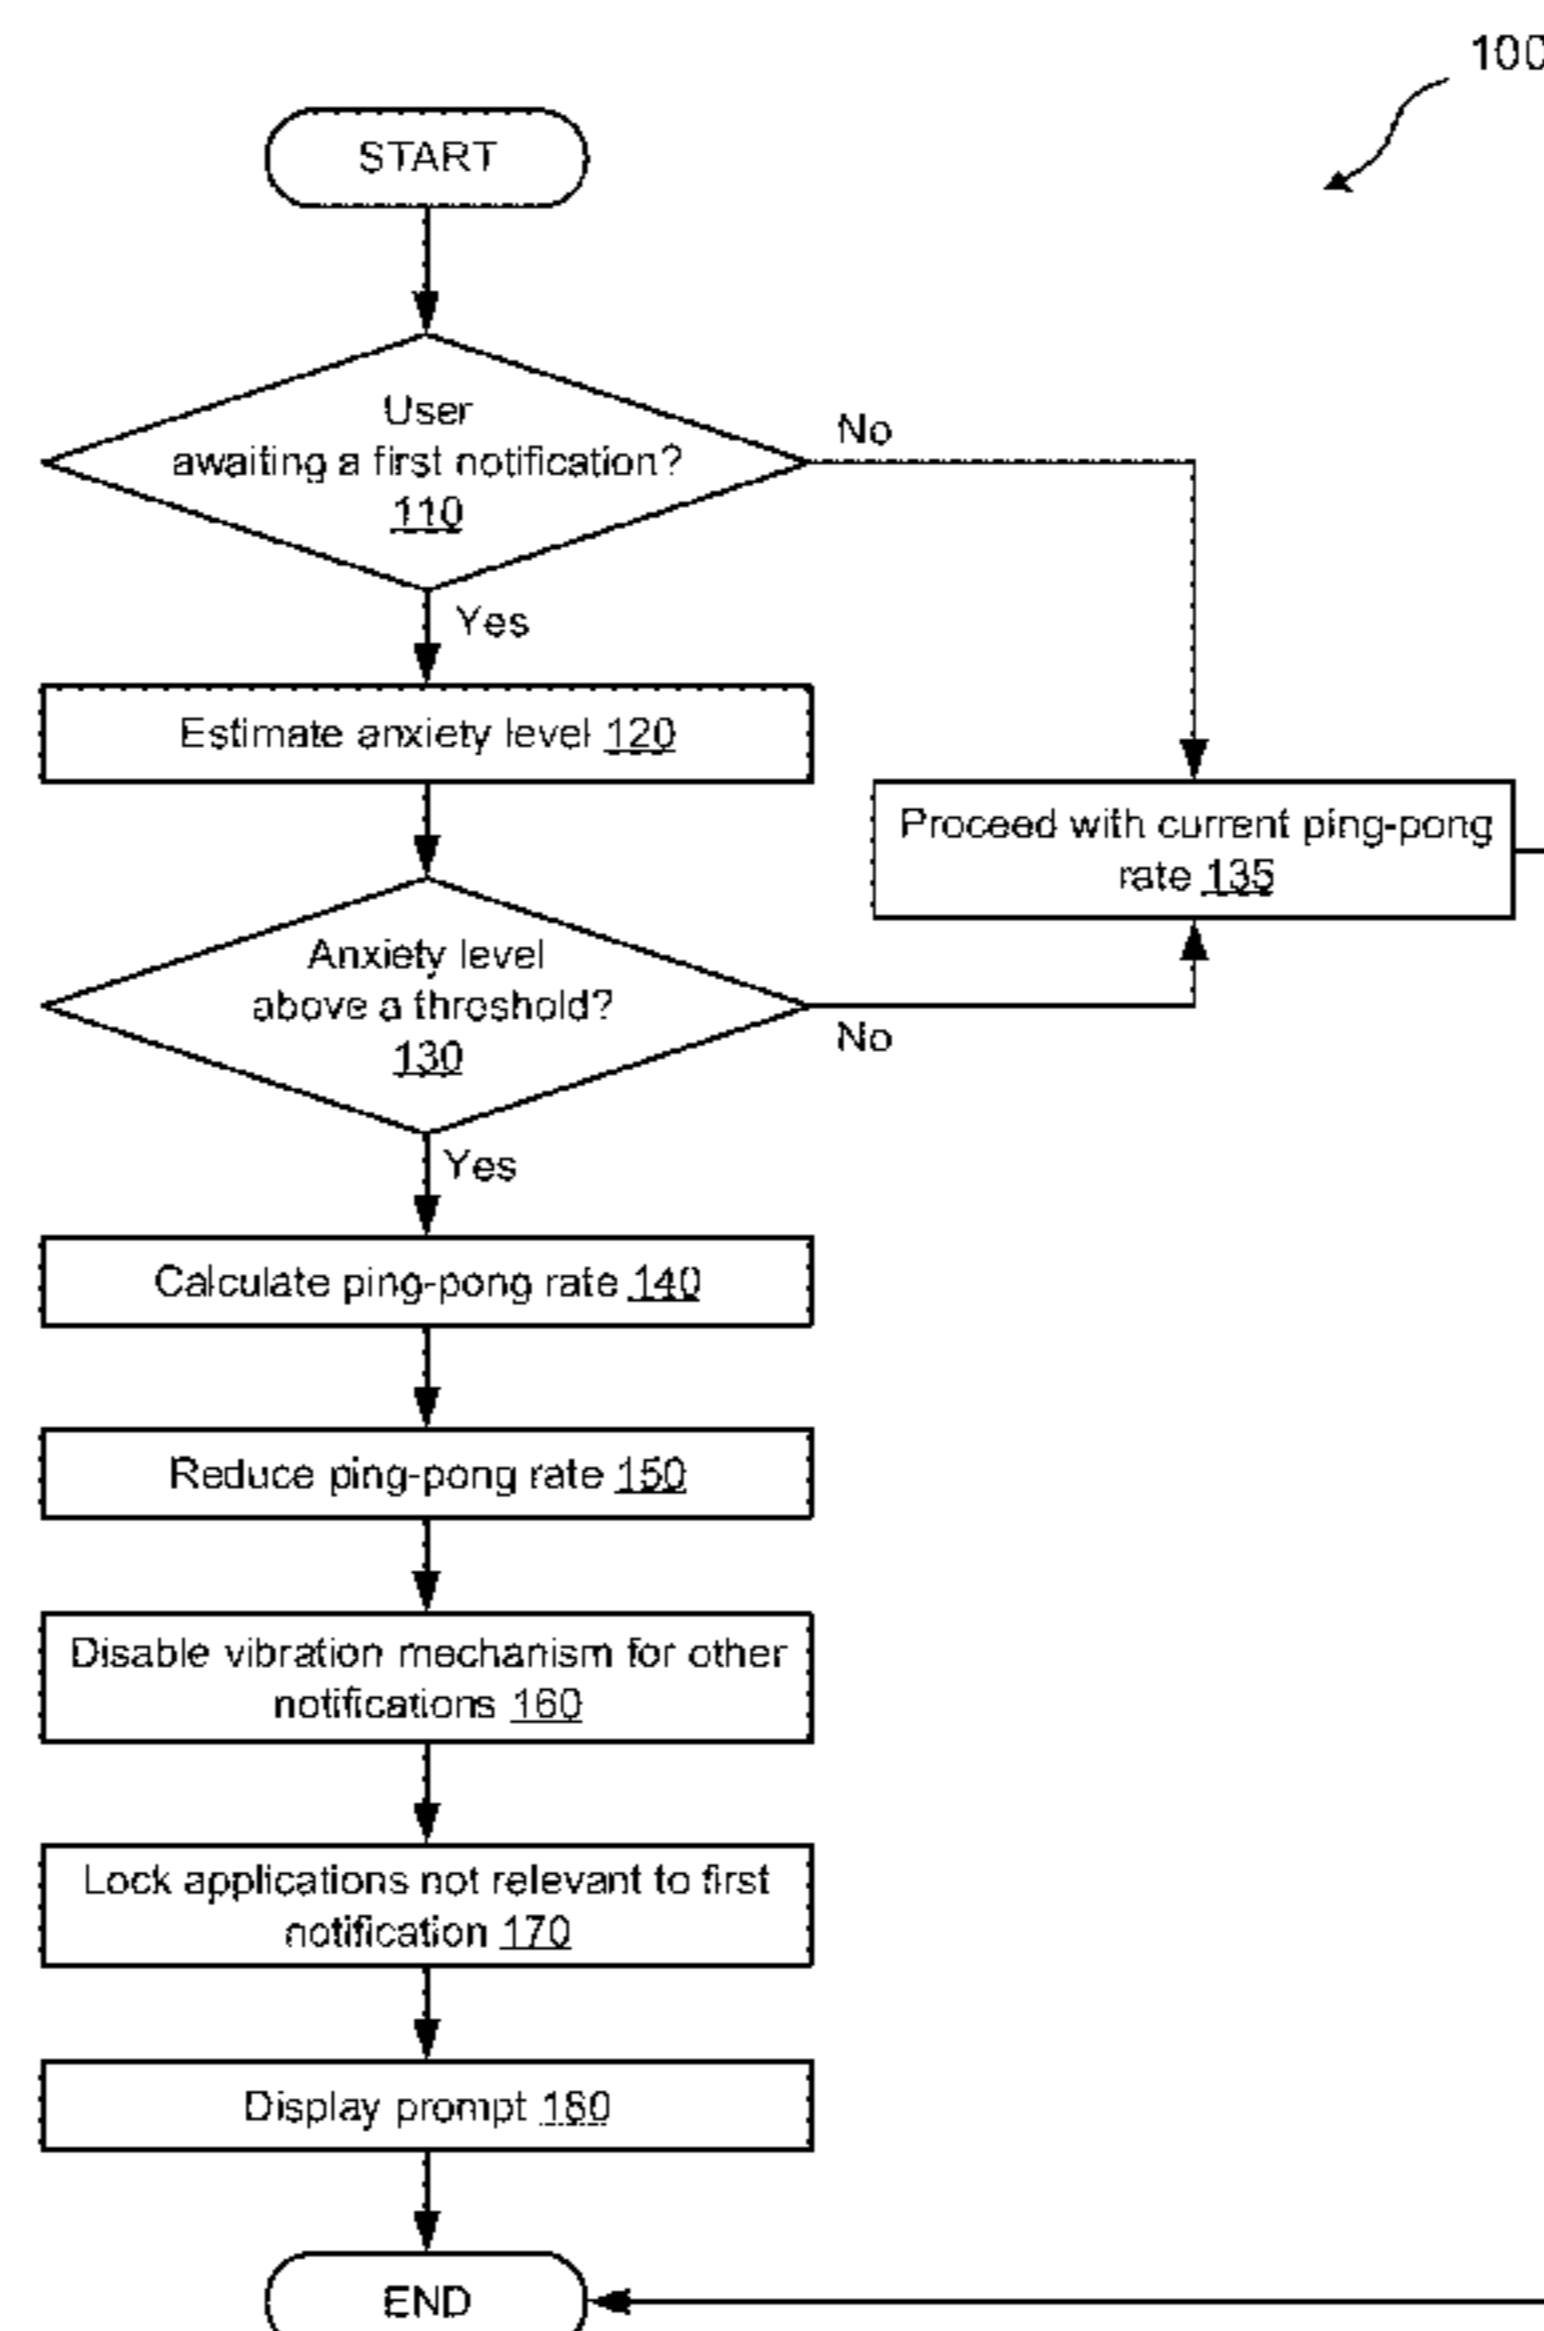 100
START
User
awaiting a first notification?
110
No
Yes
Estimate anxiety level 120
Proceed with current ping-pong
rate 135
Anxiety level
above a threshold?
130
No
Yes
Calculate ping-pong rate 140
Reduce ping-pong rate 150
Disable vibration mechanism for other
notifications 160
Lock applications not relevant to first
notification 170
Display prompt 180
END